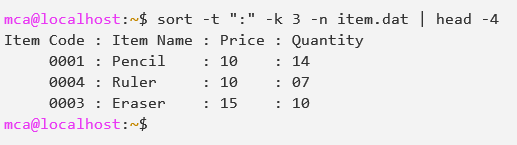 mca@localhost:~$ sort -t ":" -k 3 -n item.dat | head -4
Item Code : Item Name : Price : Quantity
     0001 : Pencil    : 10    : 14
     0004 : Ruler     : 10    : 07
     0003 : Eraser    : 15    : 10
mca@localhost:~$